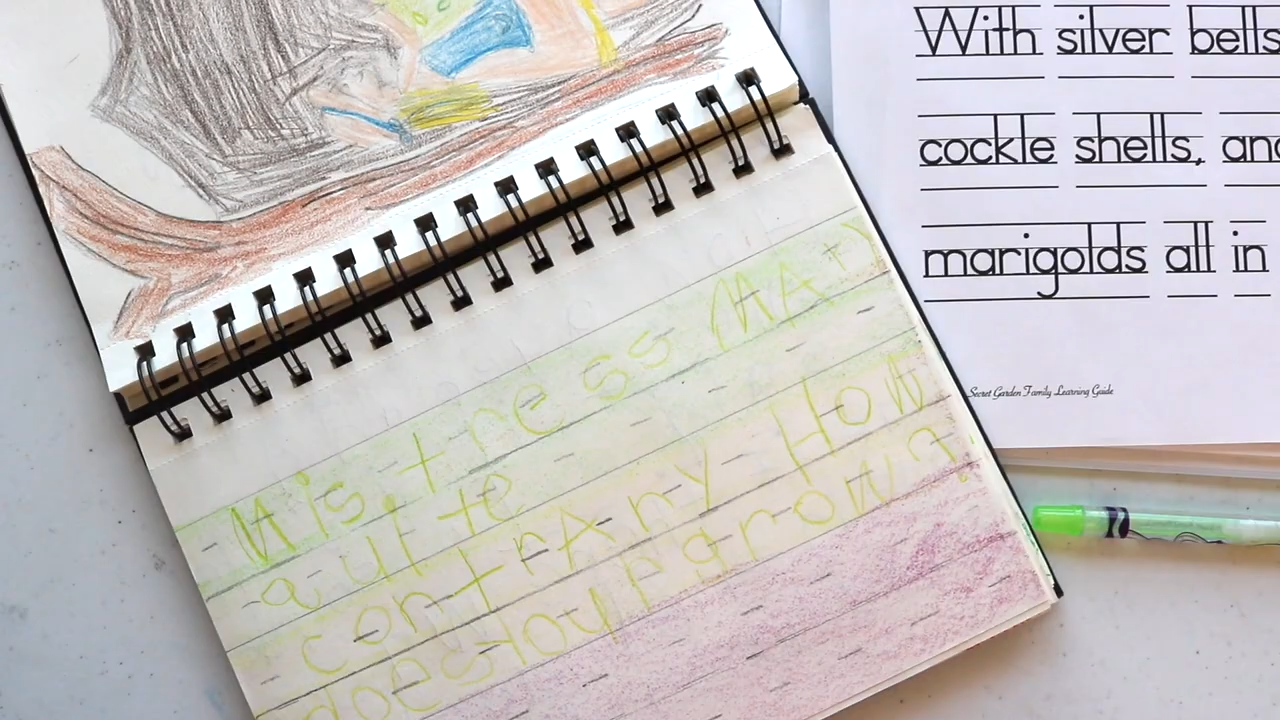 Mistress MAry
quite
contrAry How
does your grow?
With silver bells
cockle shells, and
marigolds all in
Secret Garden Family Learning Guide